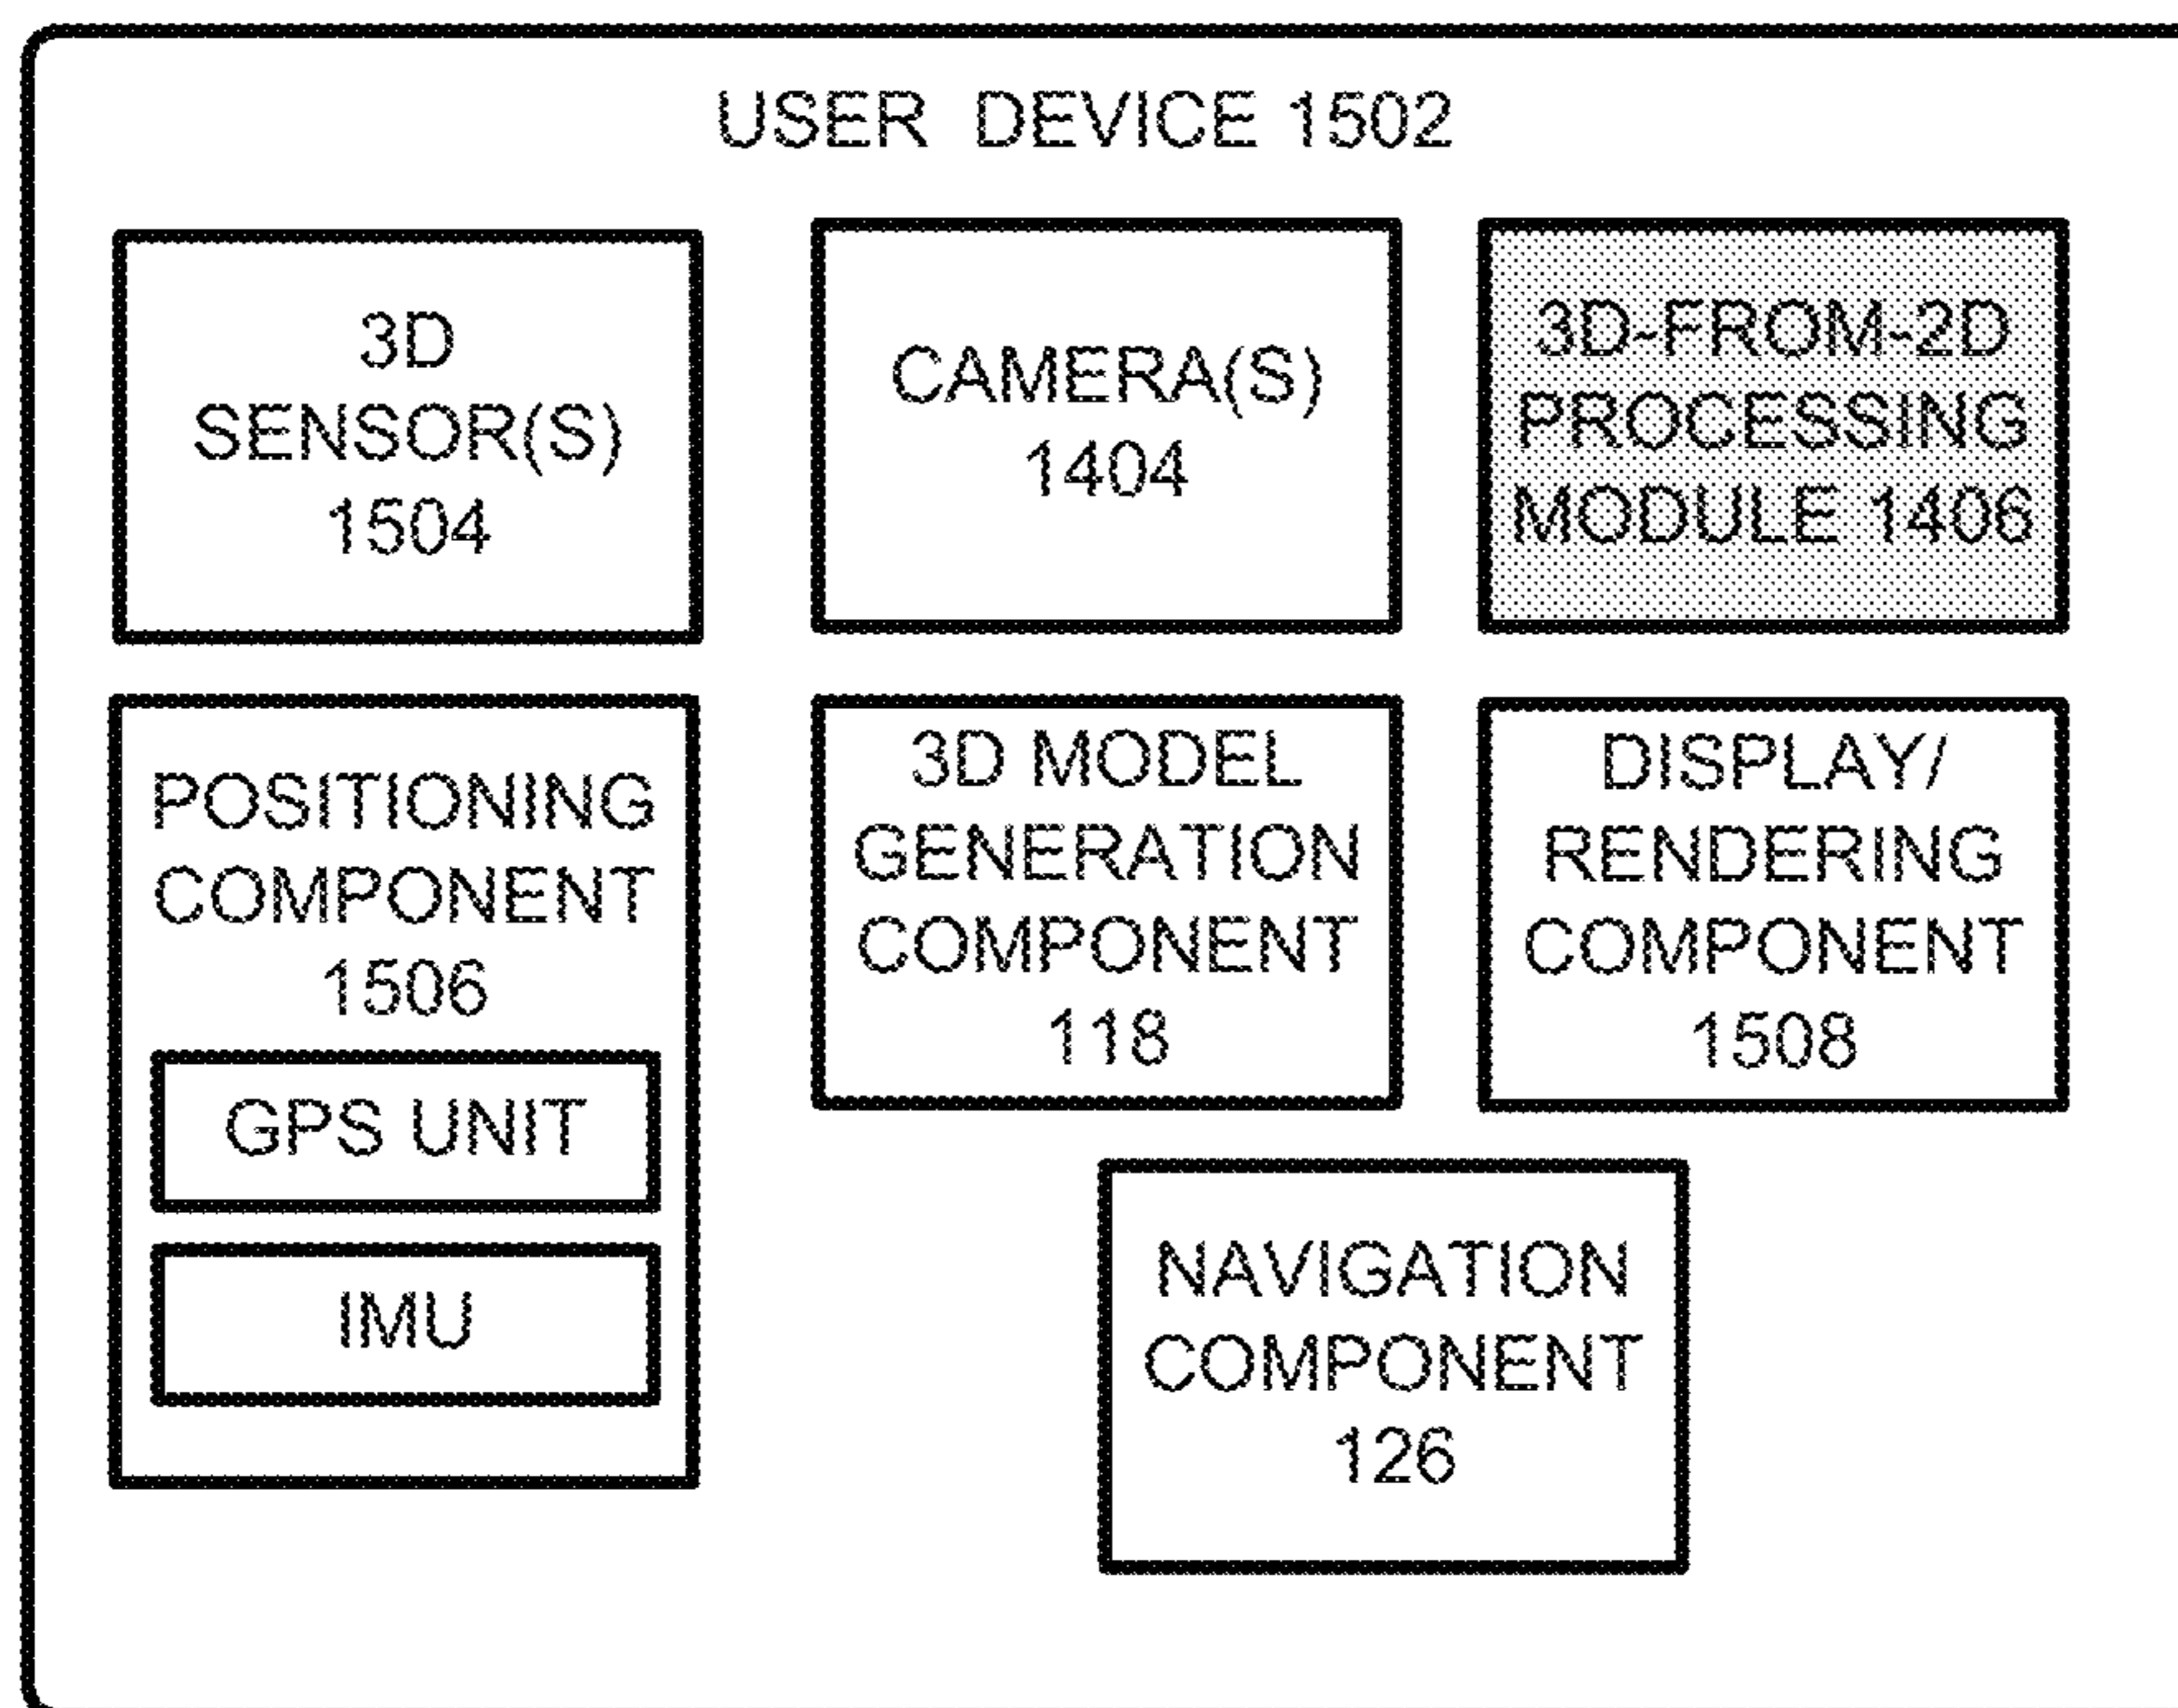 USER DEVICE 1502
3D
SENSOR(S)
1504
CAMERA(S)
1404
3D-FROM-2D
PROCESSING
MODULE 1406
POSITIONING
COMPONENT
1506
GPS UNIT
IMU
3D MODEL
GENERATION
COMPONENT
118
DISPLAY/
RENDERING
COMPONENT
1508
NAVIGATION
COMPONENT
126